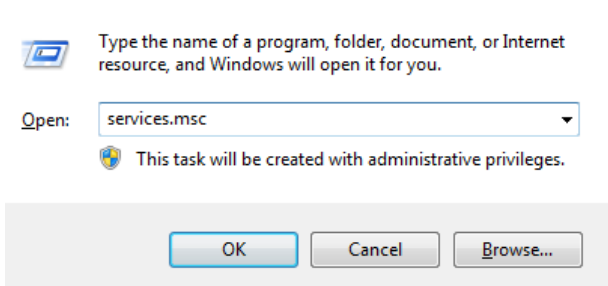 Type the name of a program, folder, document, or Internet
resource, and Windows will open it for you.
Open: services.msc
This task will be created with administrative privileges.
OK Cancel Browse...